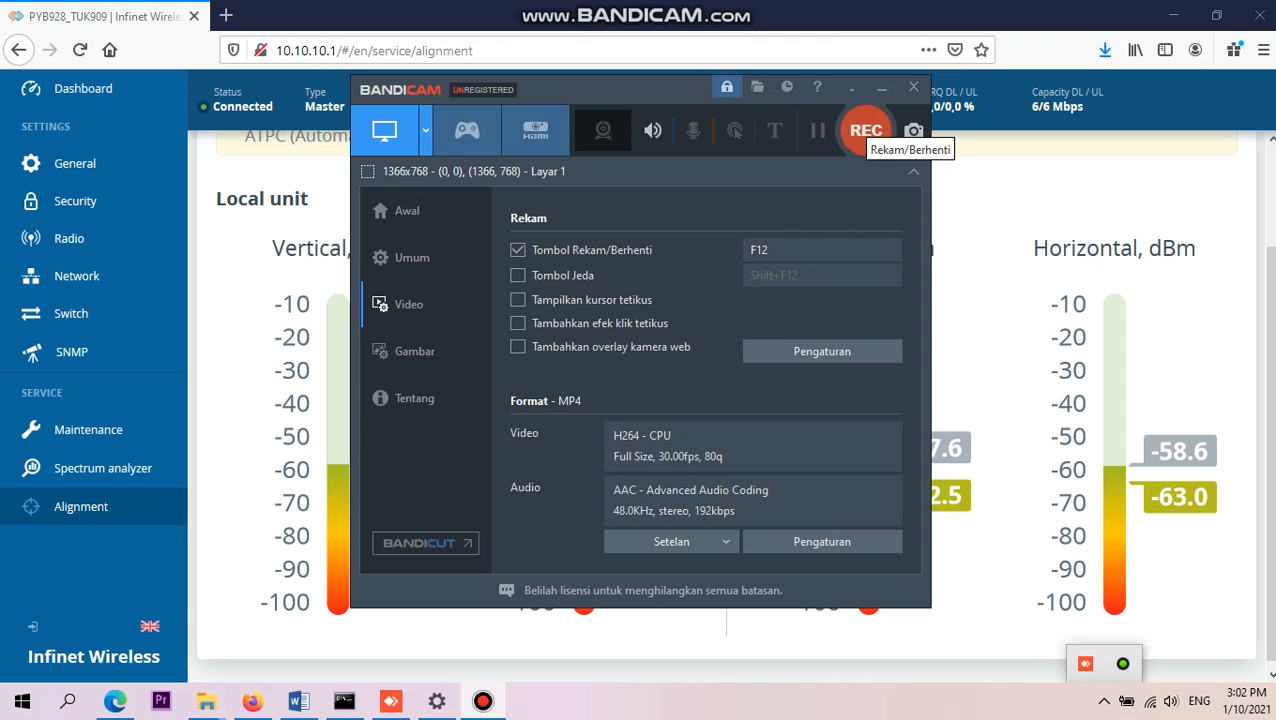 PYB928_TUK909 | Infinet Wirele
www.BANDICAM.com
10.10.10.1/#/en/service/alignment
Dashboard
Status
Connected
Type
Master
RQ DL / UL
/0,0/0 %
Capacity DL / UL
6/6 Mbps
SETTINGS
General
Security
Radio
Network
Switch
SNMP
SERVICE
Maintenance
Spectrum analyzer
Alignment
Infinet Wireless
ATPC (Autom
Local unit
Vertical,
Horizontal, dBm
-10
-20
-30
-40
-50
-60
-70
-80
-90
-100
BANDICAM UNREGISTERED
HDMI
REC
Rekam/Berhenti
1366x768 - (0, 0), (1366, 768) - Layar 1
Awal
Umum
Video
Gambar
Tentang
BANDICUT
Rekam
Tombol Rekam/Berhenti
F12
Tombol Jeda
Shift+F12
Tampilkan kursor tetikus
Tambahkan efek klik tetikus
Tambahkan overlay kamera web
Pengaturan
Format - MP4
Video
H264 - CPU
Full Size, 30.00fps, 80q
Audio
AAC - Advanced Audio Coding
48.0KHz, stereo, 192kbps
Setelan
Pengaturan
Belilah lisensi untuk menghilangkan semua batasan.
7.6
2.5
-10
-20
-30
-40
-50
-60
-70
-80
-90
-100
-58.6
-63.0
ENG
3:02 PM
1/10/2021